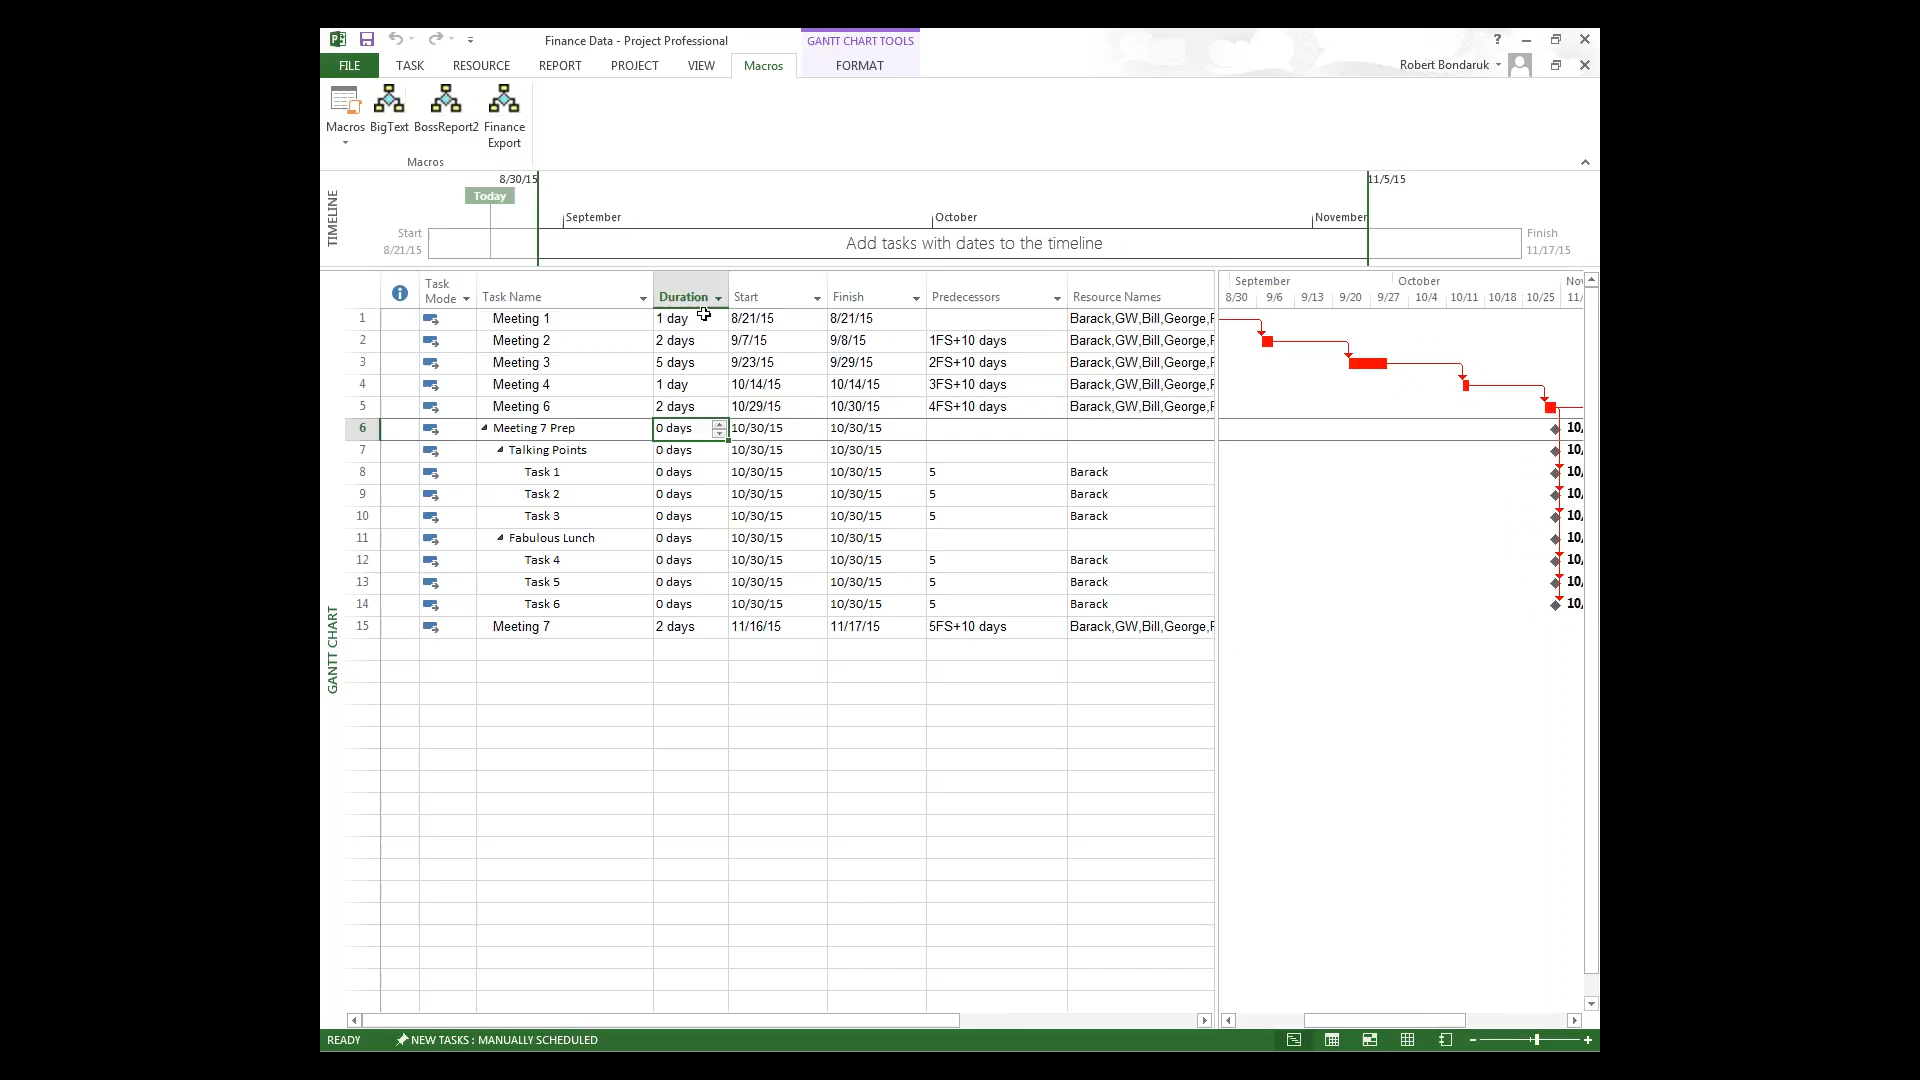 Finance Data - Project Professional
GANTT CHART TOOLS
?
FILE TASK RESOURCE REPORT PROJECT VIEW Macros FORMAT
Robert Bondaruk
Macros BigText BossReport2 Finance Export
Macros
TIMELINE
8/30/15 11/5/15
Today
September October November
Start
8/21/15
Add tasks with dates to the timeline
Finish
11/17/15
GANTT CHART
Task Mode Task Name Duration Start Finish Predecessors Resource Names
1 Meeting 1 1 day 8/21/15 8/21/15 Barack,GW,Bill,George,
2 Meeting 2 2 days 9/7/15 9/8/15 1FS+10 days Barack,GW,Bill,George,
3 Meeting 3 5 days 9/23/15 9/29/15 2FS+10 days Barack,GW,Bill,George,
4 Meeting 4 1 day 10/14/15 10/14/15 3FS+10 days Barack,GW,Bill,George,
5 Meeting 6 2 days 10/29/15 10/30/15 4FS+10 days Barack,GW,Bill,George,
6 Meeting 7 Prep 0 days 10/30/15 10/30/15
7 Talking Points 0 days 10/30/15 10/30/15
8 Task 1 0 days 10/30/15 10/30/15 5 Barack
9 Task 2 0 days 10/30/15 10/30/15 5 Barack
10 Task 3 0 days 10/30/15 10/30/15 5 Barack
11 Fabulous Lunch 0 days 10/30/15 10/30/15
12 Task 4 0 days 10/30/15 10/30/15 5 Barack
13 Task 5 0 days 10/30/15 10/30/15 5 Barack
14 Task 6 0 days 10/30/15 10/30/15 5 Barack
15 Meeting 7 2 days 11/16/15 11/17/15 5FS+10 days Barack,GW,Bill,George,
September October
8/30 9/6 9/13 9/20 9/27 10/4 10/11 10/18 10/25 11/
10/
10/
10/
10/
10/
10/
10/
10/
10/
READY NEW TASKS : MANUALLY SCHEDULED